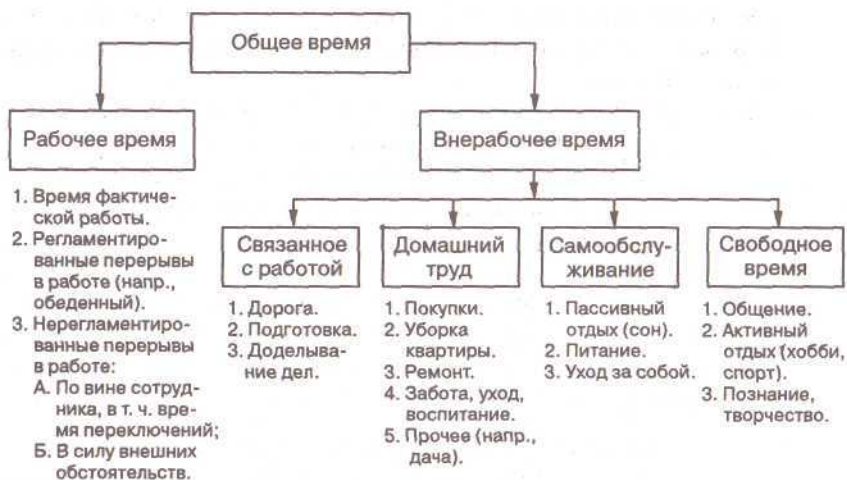 Общее время
Рабочее время
Внерабочее время
1. Время фактиче-
ской работы.
2. Регламентиро-
ванные перерывы
в работе (напр.,
обеденный).
3. Нерегламентиро-
ванные перерывы
в работе:
А. По вине сотруд-
ника, в т. ч. вре-
мя переключений;
Б. В силу внешних
обстоятельств.
Связанное
с работой
1. Дорога.
2. Подготовка.
3. Доделыва-
ние дел.
Домашний
труд
1. Покупки.
2. Уборка
квартиры.
3. Ремонт.
4. Забота, уход,
воспитание.
5. Прочее (напр.,
дача).
Самообслу-
живание
1. Пассивный
отдых (сон).
2. Питание.
3. Уход за собой.
Свободное
время
1. Общение.
2. Активный
отдых (хобби,
спорт).
3. Познание,
творчество.